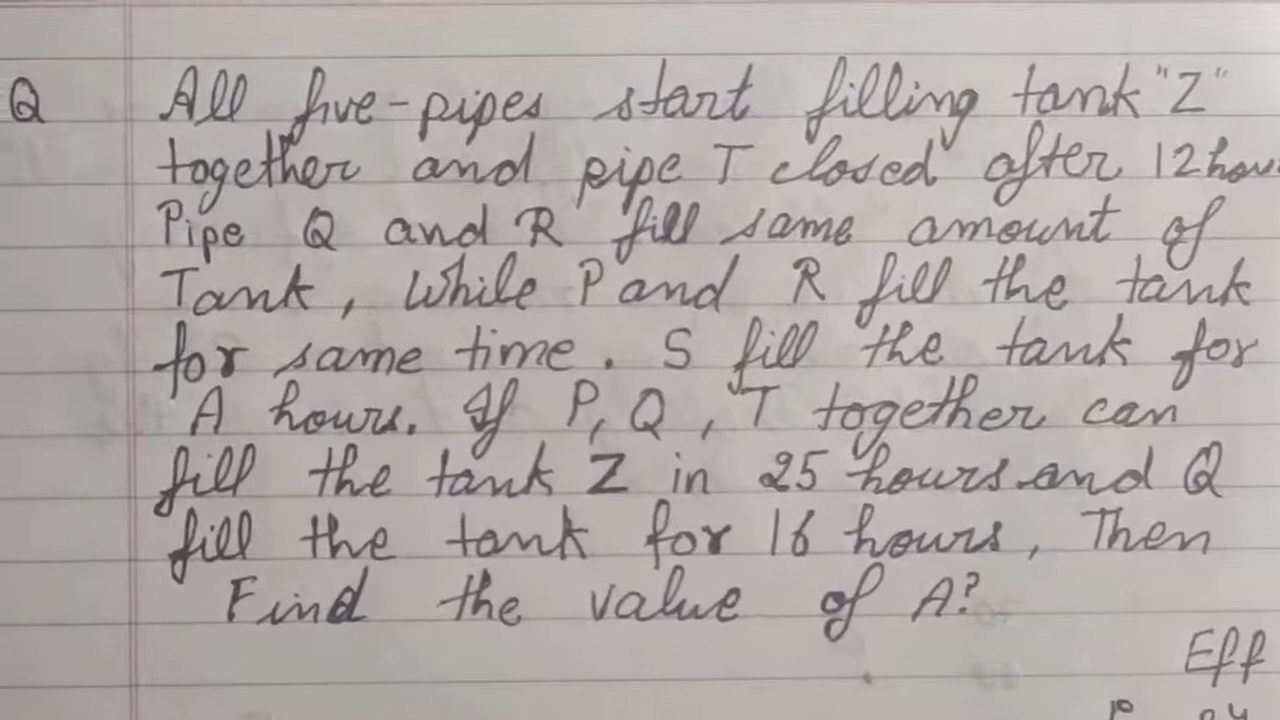 Q All five-pipes start filling tank "Z"
together and pipe T closed after 12 hou
Pipe Q and R fill same amount of
Tank, While P and R fill the tank
for same time. S fill the tank for
A hours. If P, Q, T together can
fill the tank Z in 25 hours and Q
fill the tank for 16 hours, Then
Find the value of A?
Eff